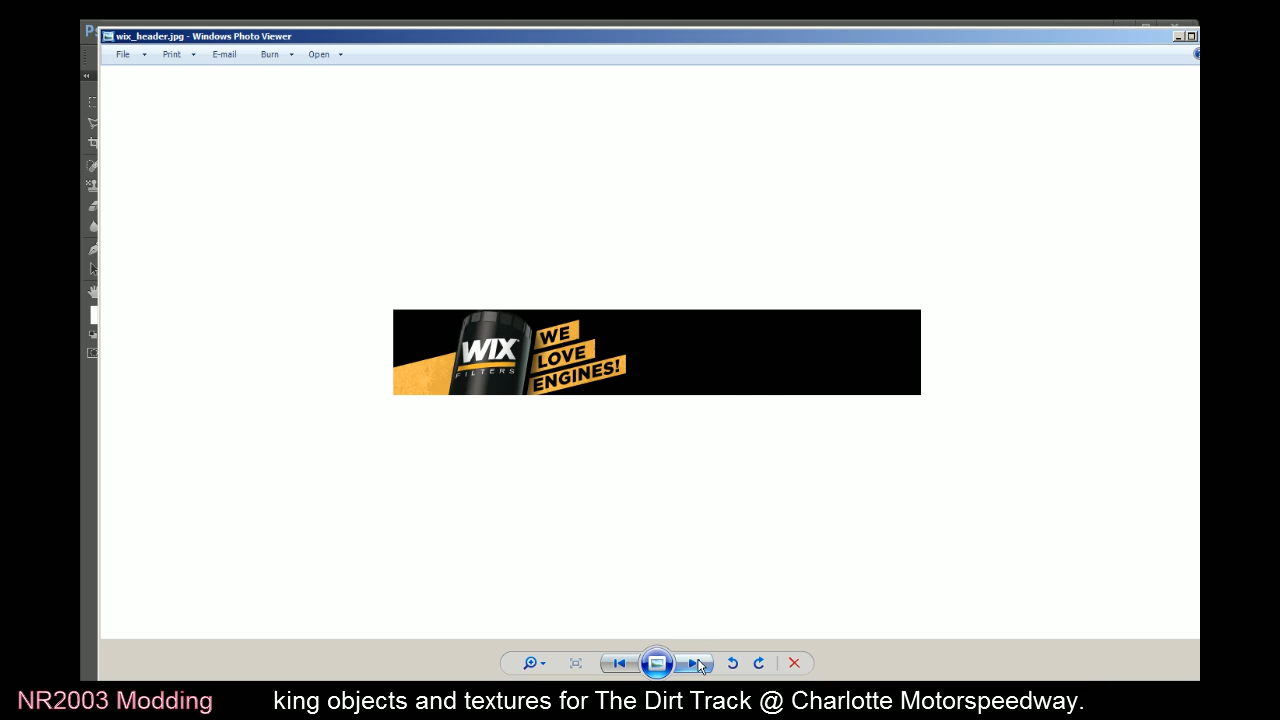 Ps
wix_header.jpg - Windows Photo Viewer
File Print E-mail Burn Open
WIX
FILTERS
WE
LOVE
ENGINES!
NR2003 Modding king objects and textures for The Dirt Track @ Charlotte Motorspeedway.